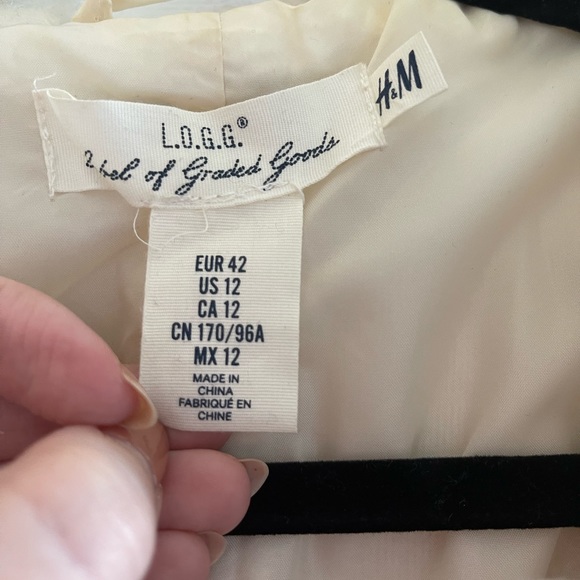 L.O.G.G.®
Label of Graded Goods
H&M
EUR 42
US 12
CA 12
CN 170/96A
MX 12
MADE IN
CHINA
FABRIQUÉ EN
CHINE